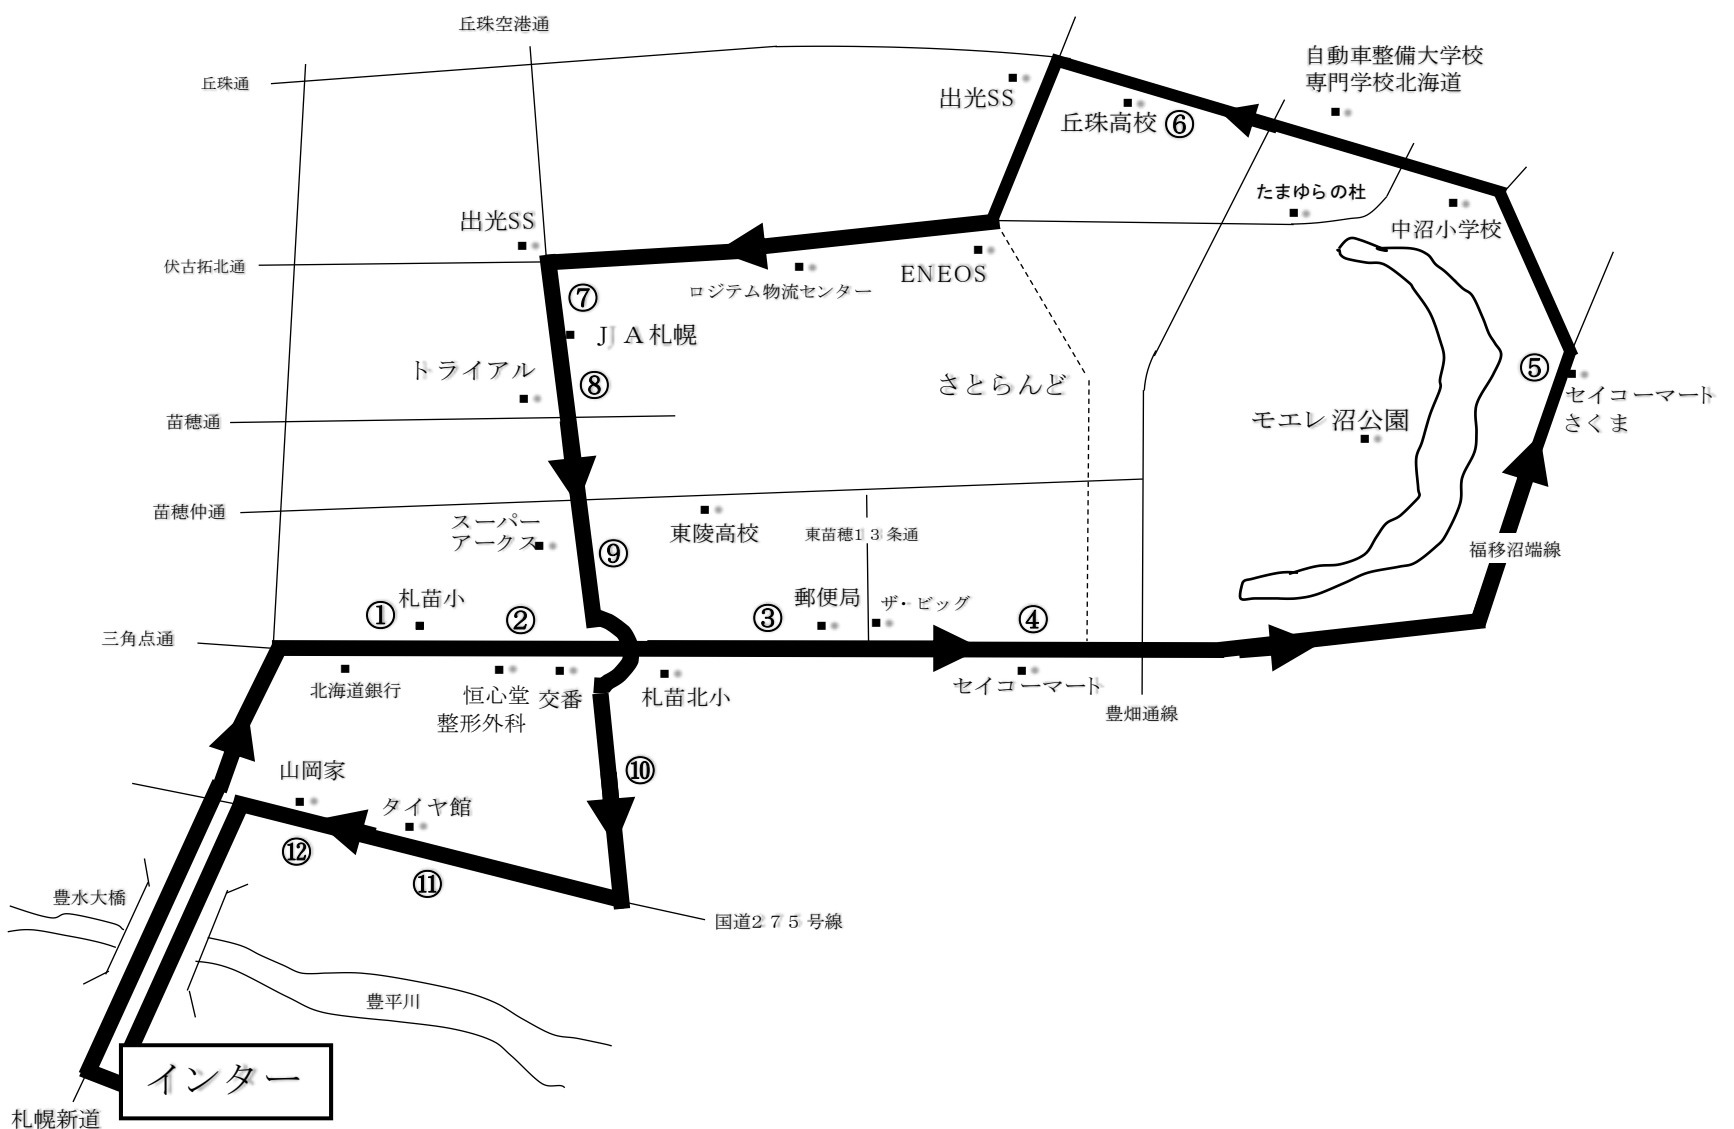 丘珠空港通
丘珠通
自動車整備大学校
専門学校北海道
出光SS
丘珠高校 ⑥
たまゆらの杜
中沼小学校
出光SS
伏古拓北通
ENEOS
ロジテム物流センター
⑦
JA札幌
トライアル
⑧
さとらんど
⑤
セイコーマート
さくま
モエレ沼公園
苗穂通
苗穂仲通
スーパー
アークス
⑨
東陵高校
東苗穂13条通
福移沼端線
札苗小
①
②
③
郵便局
ザ・ビッグ
④
三角点通
北海道銀行
恒心堂
整形外科
交番
札苗北小
セイコーマート
豊畑通線
山岡家
⑩
タイヤ館
⑫
⑪
豊水大橋
国道275号線
豊平川
インター
札幌新道